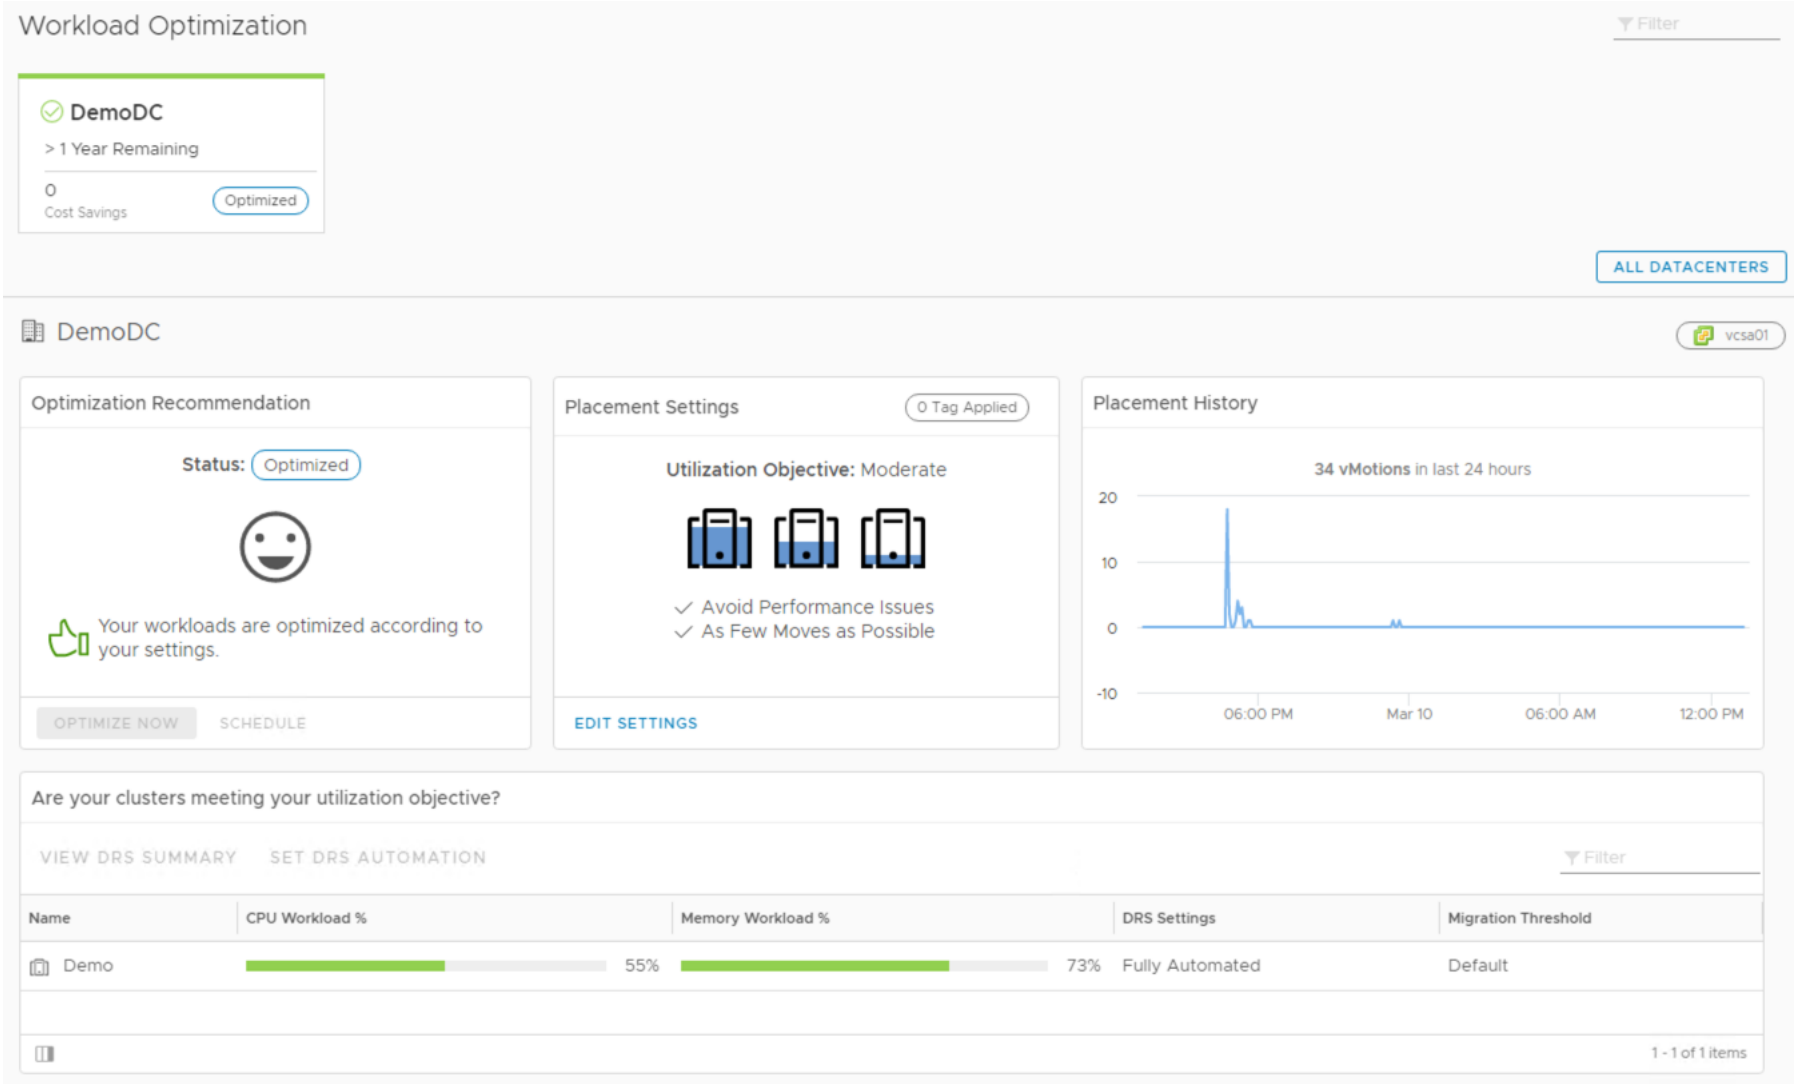 Workload Optimization
Filter
DemoDC
> 1 Year Remaining
0
Cost Savings
Optimized
ALL DATACENTERS
DemoDC
vcsa01
Optimization Recommendation
Status: Optimized
Your workloads are optimized according to
your settings.
OPTIMIZE NOW
SCHEDULE
Placement Settings
0 Tag Applied
Utilization Objective: Moderate
Avoid Performance Issues
As Few Moves as Possible
EDIT SETTINGS
Placement History
34 vMotions in last 24 hours
20
10
0
-10
06:00 PM
Mar 10
06:00 AM
12:00 PM
Are your clusters meeting your utilization objective?
VIEW DRS SUMMARY
SET DRS AUTOMATION
Filter
Name
CPU Workload %
Memory Workload %
DRS Settings
Migration Threshold
Demo
55%
73%
Fully Automated
Default
1 - 1 of 1 items